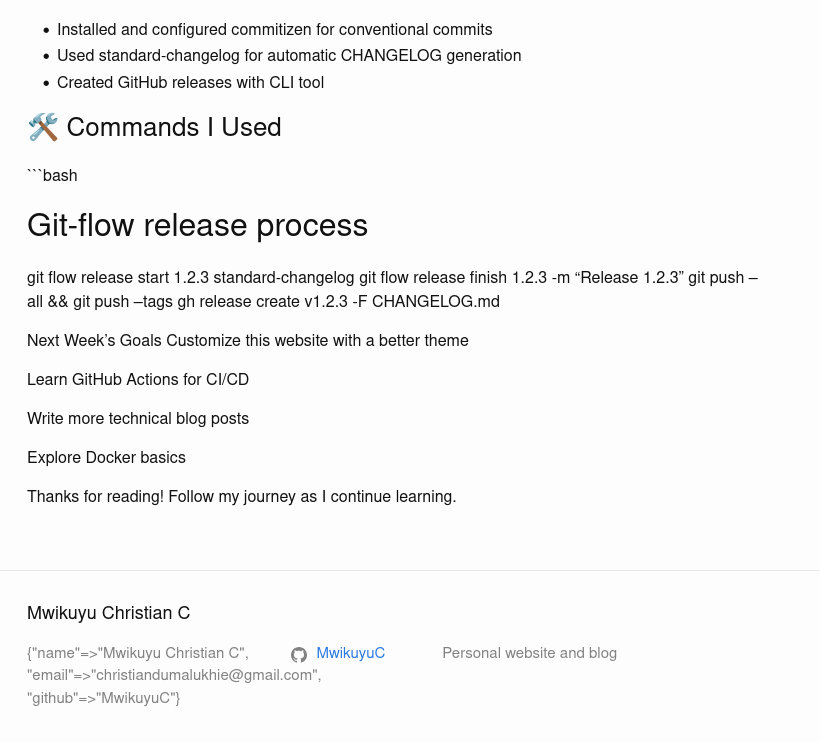 • Installed and configured commitizen for conventional commits
• Used standard-changelog for automatic CHANGELOG generation
• Created GitHub releases with CLI tool
🛠️ Commands I Used
```bash
Git-flow release process
git flow release start 1.2.3 standard-changelog git flow release finish 1.2.3 -m “Release 1.2.3” git push –
all && git push –tags gh release create v1.2.3 -F CHANGELOG.md
Next Week’s Goals Customize this website with a better theme
Learn GitHub Actions for CI/CD
Write more technical blog posts
Explore Docker basics
Thanks for reading! Follow my journey as I continue learning.
Mwikuyu Christian C
{"name"=>"Mwikuyu Christian C",
"email"=>"christiandumalukhie@gmail.com",
"github"=>"MwikuyuC"}
MwikuyuC
Personal website and blog